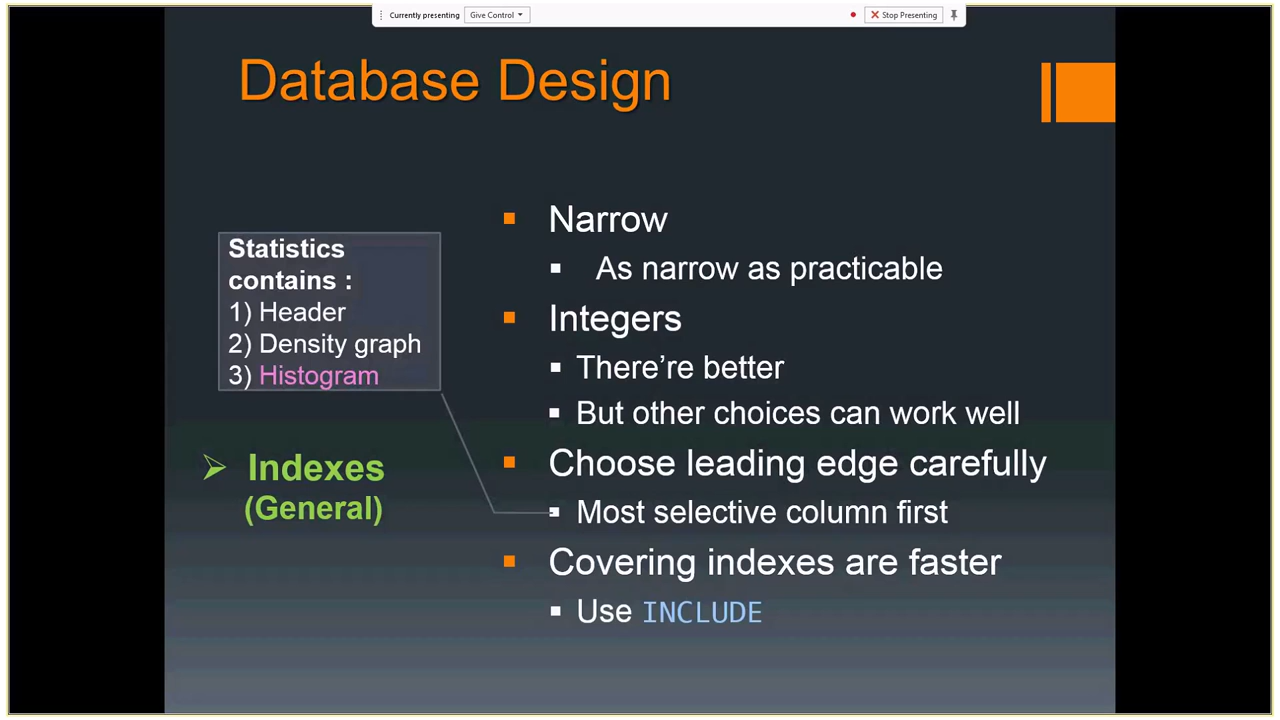 Currently presenting Give Control Stop Presenting
Database Design
Statistics
contains :
1) Header
2) Density graph
3) Histogram
Indexes
(General)
Narrow
As narrow as practicable
Integers
There’re better
But other choices can work well
Choose leading edge carefully
Most selective column first
Covering indexes are faster
Use INCLUDE